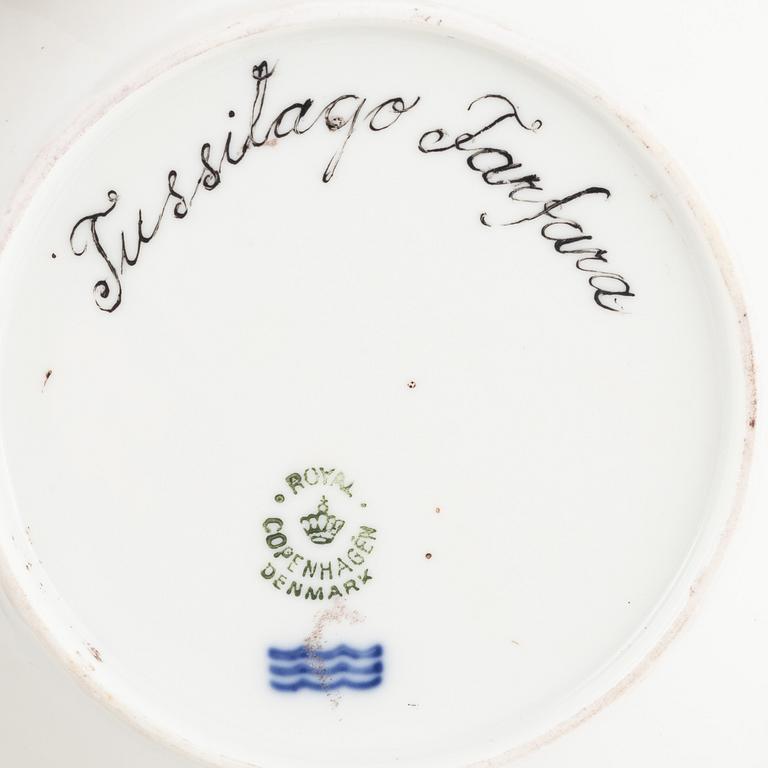 Tussilago Farfara
ROYAL
COPENHAGEN
DENMARK